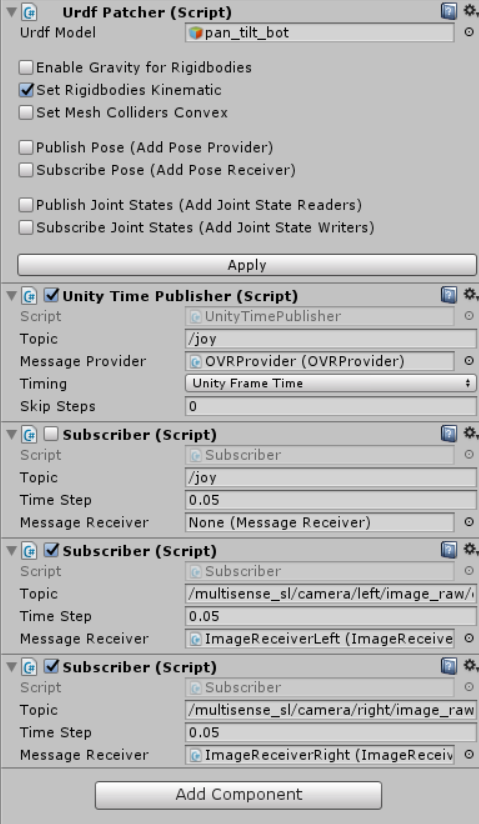 Urdf Patcher (Script)
Urdf Model pan_tilt_bot
Enable Gravity for Rigidbodies
Set Rigidbodies Kinematic
Set Mesh Colliders Convex
Publish Pose (Add Pose Provider)
Subscribe Pose (Add Pose Receiver)
Publish Joint States (Add Joint State Readers)
Subscribe Joint States (Add Joint State Writers)
Apply
Unity Time Publisher (Script)
Script UnityTimePublisher
Topic /joy
Message Provider OVRProvider (OVRProvider)
Timing Unity Frame Time
Skip Steps 0
Subscriber (Script)
Script Subscriber
Topic /joy
Time Step 0.05
Message Receiver None (Message Receiver)
Subscriber (Script)
Script Subscriber
Topic /multisense_sl/camera/left/image_raw/
Time Step 0.05
Message Receiver ImageReceiverLeft (ImageReceive
Subscriber (Script)
Script Subscriber
Topic /multisense_sl/camera/right/image_raw
Time Step 0.05
Message Receiver ImageReceiverRight (ImageReceiv
Add Component